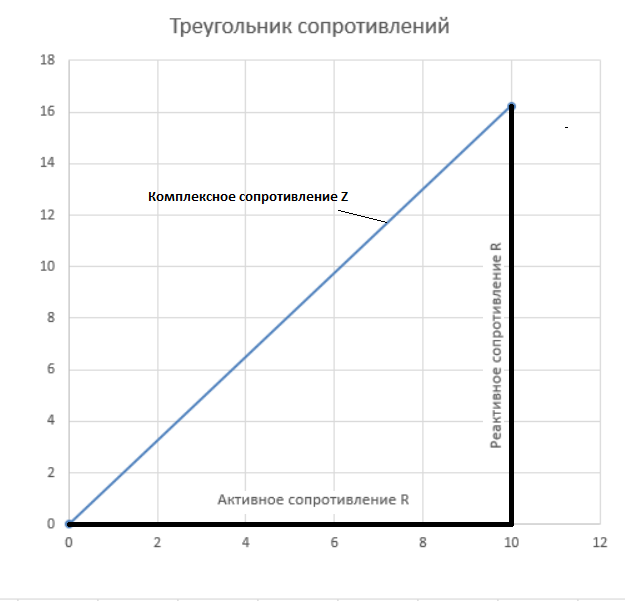 Треугольник сопротивлений
18
16
14
12
10
8
6
4
2
0
Комплексное сопротивление Z
Реактивное сопротивление R
Активное сопротивление R
0 2 4 6 8 10 12
-